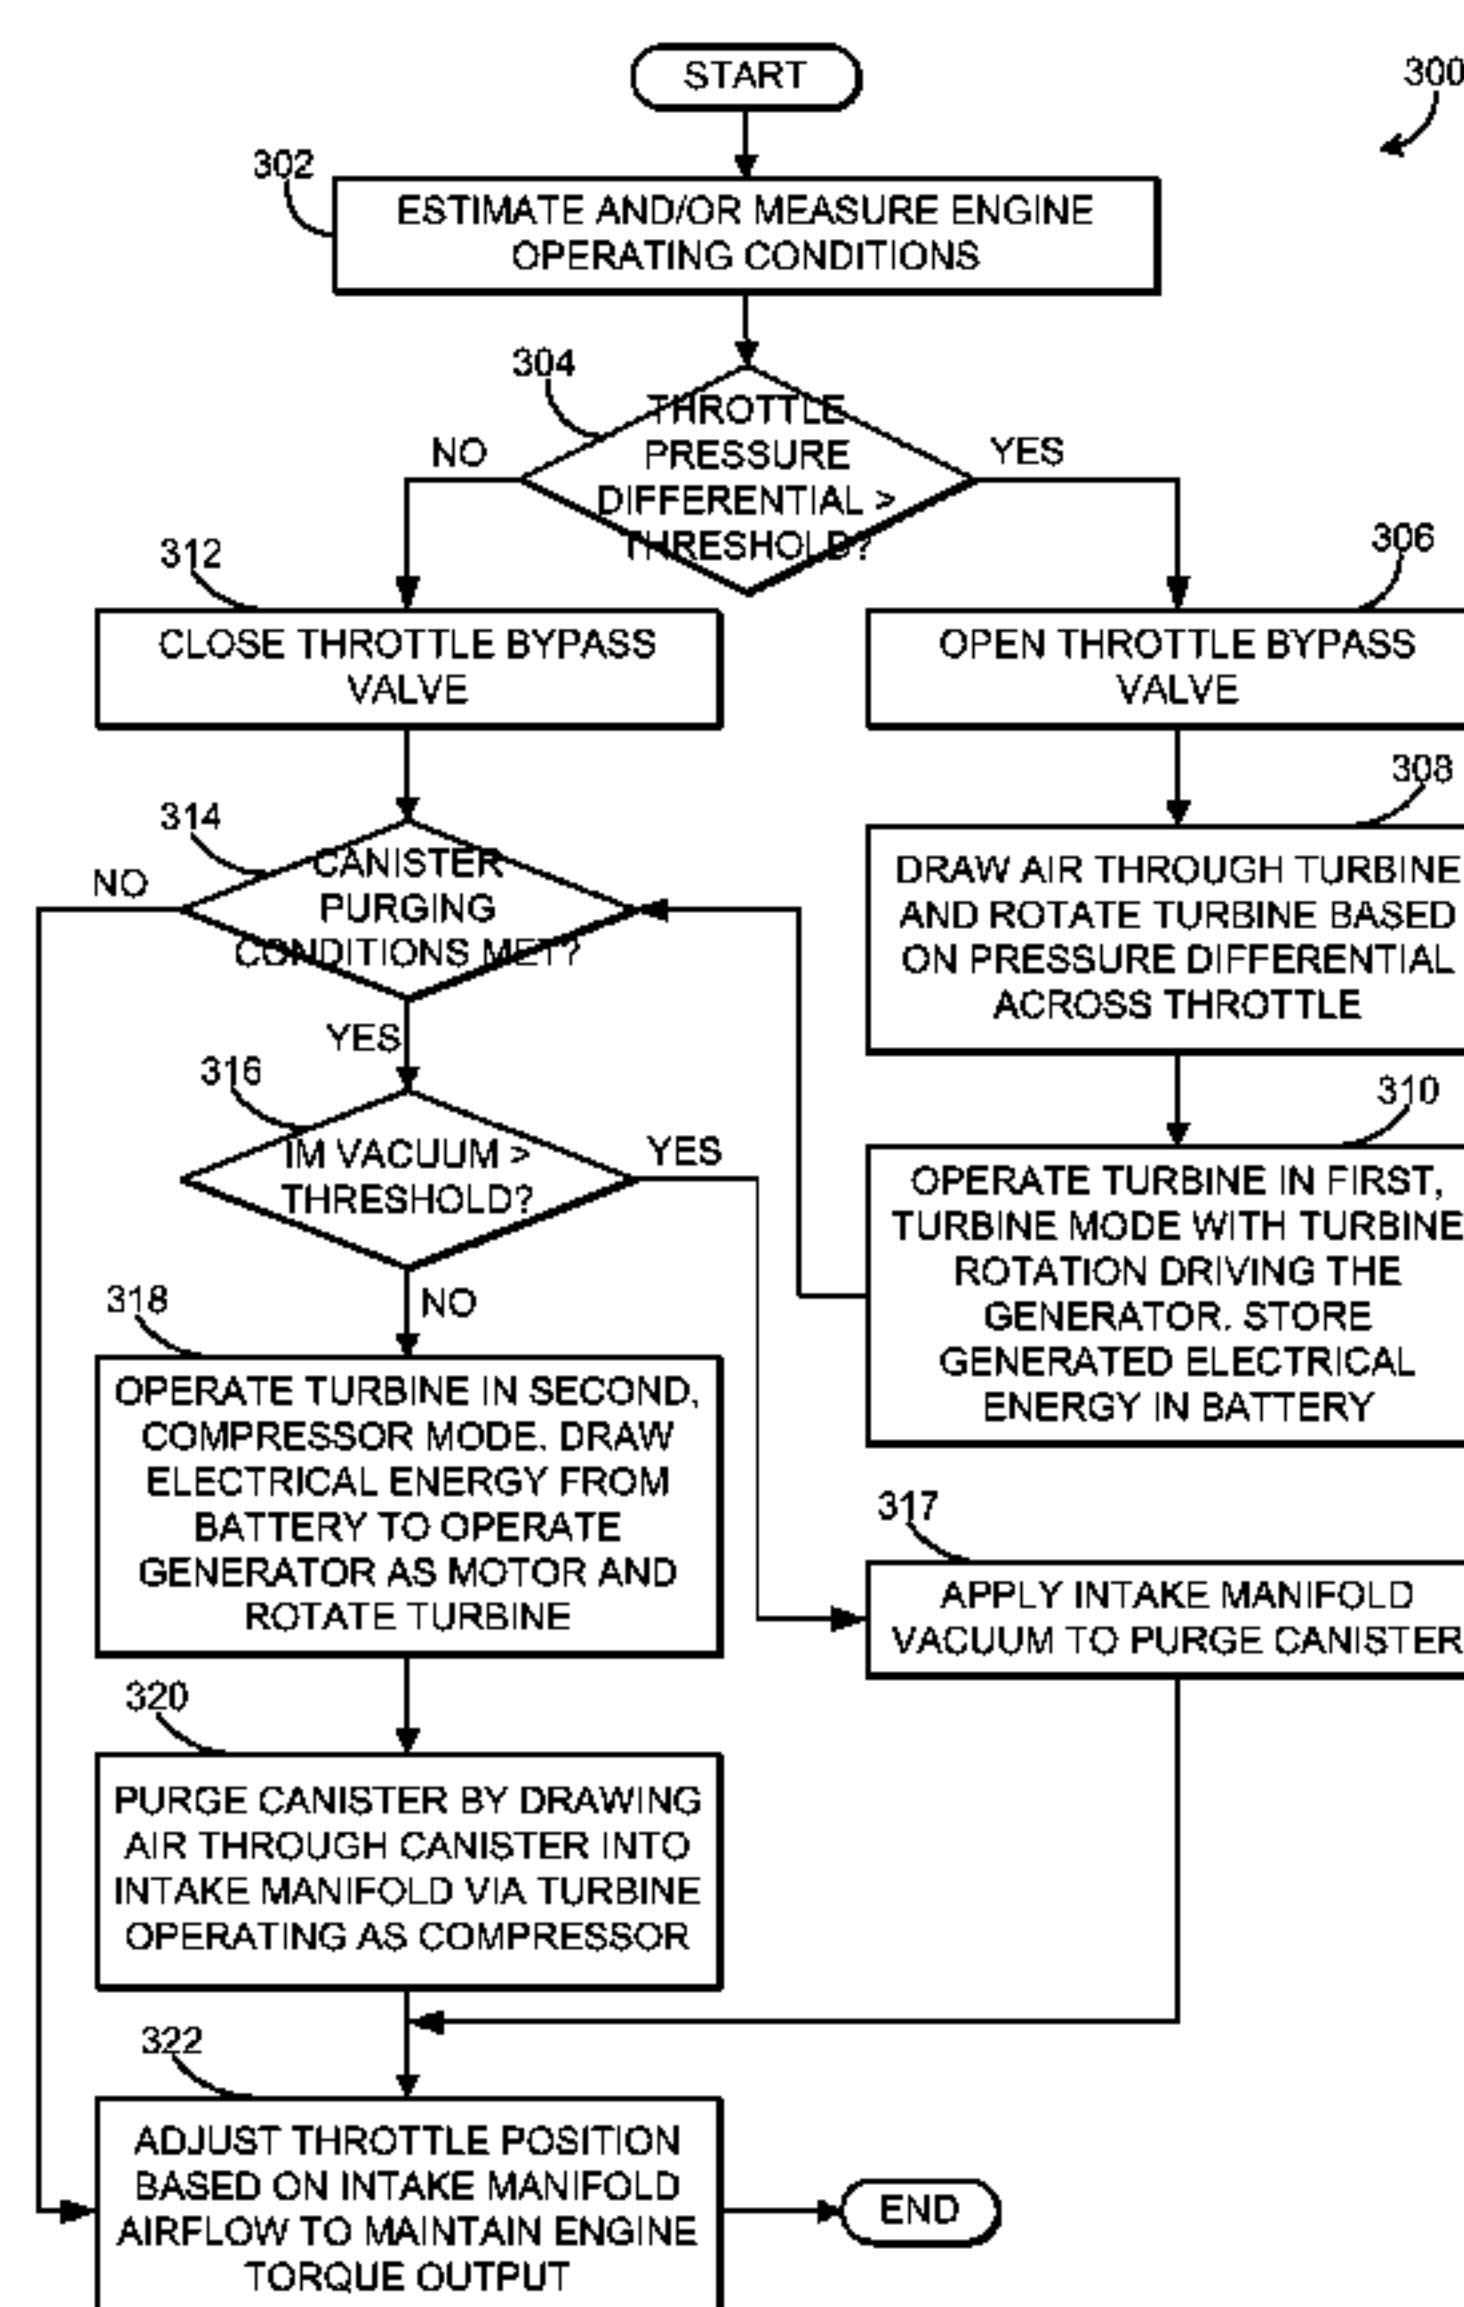 START
300
302
ESTIMATE AND/OR MEASURE ENGINE
OPERATING CONDITIONS
304
THROTTLE
PRESSURE
DIFFERENTIAL >
THRESHOLD?
NO
YES
312
CLOSE THROTTLE BYPASS
VALVE
306
OPEN THROTTLE BYPASS
VALVE
308
DRAW AIR THROUGH TURBINE
AND ROTATE TURBINE BASED
ON PRESSURE DIFFERENTIAL
ACROSS THROTTLE
310
OPERATE TURBINE IN FIRST,
TURBINE MODE WITH TURBINE
ROTATION DRIVING THE
GENERATOR. STORE
GENERATED ELECTRICAL
ENERGY IN BATTERY
314
NO
CANISTER
PURGING
CONDITIONS MET?
YES
316
IM VACUUM >
THRESHOLD?
YES
NO
317
APPLY INTAKE MANIFOLD
VACUUM TO PURGE CANISTER
318
OPERATE TURBINE IN SECOND,
COMPRESSOR MODE. DRAW
ELECTRICAL ENERGY FROM
BATTERY TO OPERATE
GENERATOR AS MOTOR AND
ROTATE TURBINE
320
PURGE CANISTER BY DRAWING
AIR THROUGH CANISTER INTO
INTAKE MANIFOLD VIA TURBINE
OPERATING AS COMPRESSOR
322
ADJUST THROTTLE POSITION
BASED ON INTAKE MANIFOLD
AIRFLOW TO MAINTAIN ENGINE
TORQUE OUTPUT
END